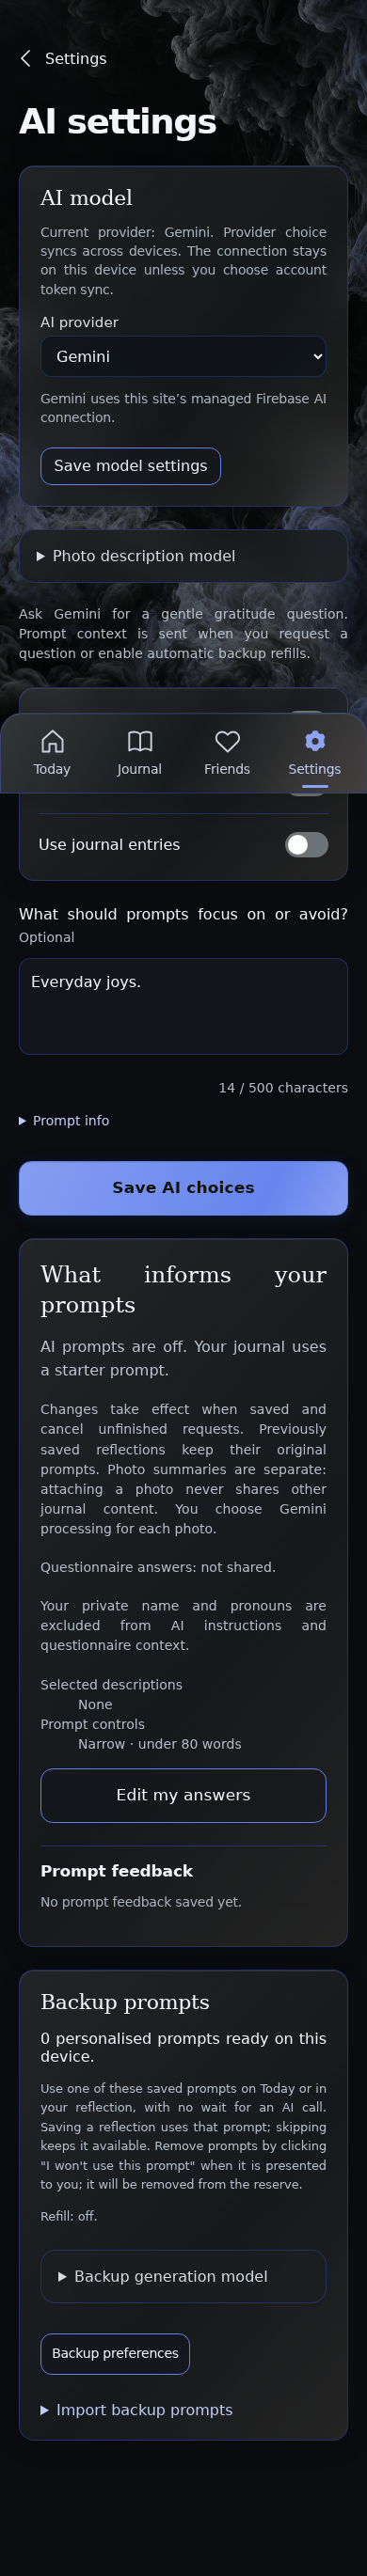 Settings
AI settings
AI model
Current provider: Gemini. Provider choice
syncs across devices. The connection stays
on this device unless you choose account
token sync.
AI provider
Gemini
Gemini uses this site’s managed Firebase AI
connection.
Save model settings
Photo description model
Ask Gemini for a gentle gratitude question.
Prompt context is sent when you request a
question or enable automatic backup refills.
Today Journal Friends Settings
Use journal entries
What should prompts focus on or avoid?
Optional
Everyday joys.
14 / 500 characters
Prompt info
Save AI choices
What informs your
prompts
AI prompts are off. Your journal uses
a starter prompt.
Changes take effect when saved and
cancel unfinished requests. Previously
saved reflections keep their original
prompts. Photo summaries are separate:
attaching a photo never shares other
journal content. You choose Gemini
processing for each photo.
Questionnaire answers: not shared.
Your private name and pronouns are
excluded from AI instructions and
questionnaire context.
Selected descriptions
None
Prompt controls
Narrow · under 80 words
Edit my answers
Prompt feedback
No prompt feedback saved yet.
Backup prompts
0 personalised prompts ready on this
device.
Use one of these saved prompts on Today or in
your reflection, with no wait for an AI call.
Saving a reflection uses that prompt; skipping
keeps it available. Remove prompts by clicking
"I won't use this prompt" when it is presented
to you; it will be removed from the reserve.
Refill: off.
Backup generation model
Backup preferences
Import backup prompts